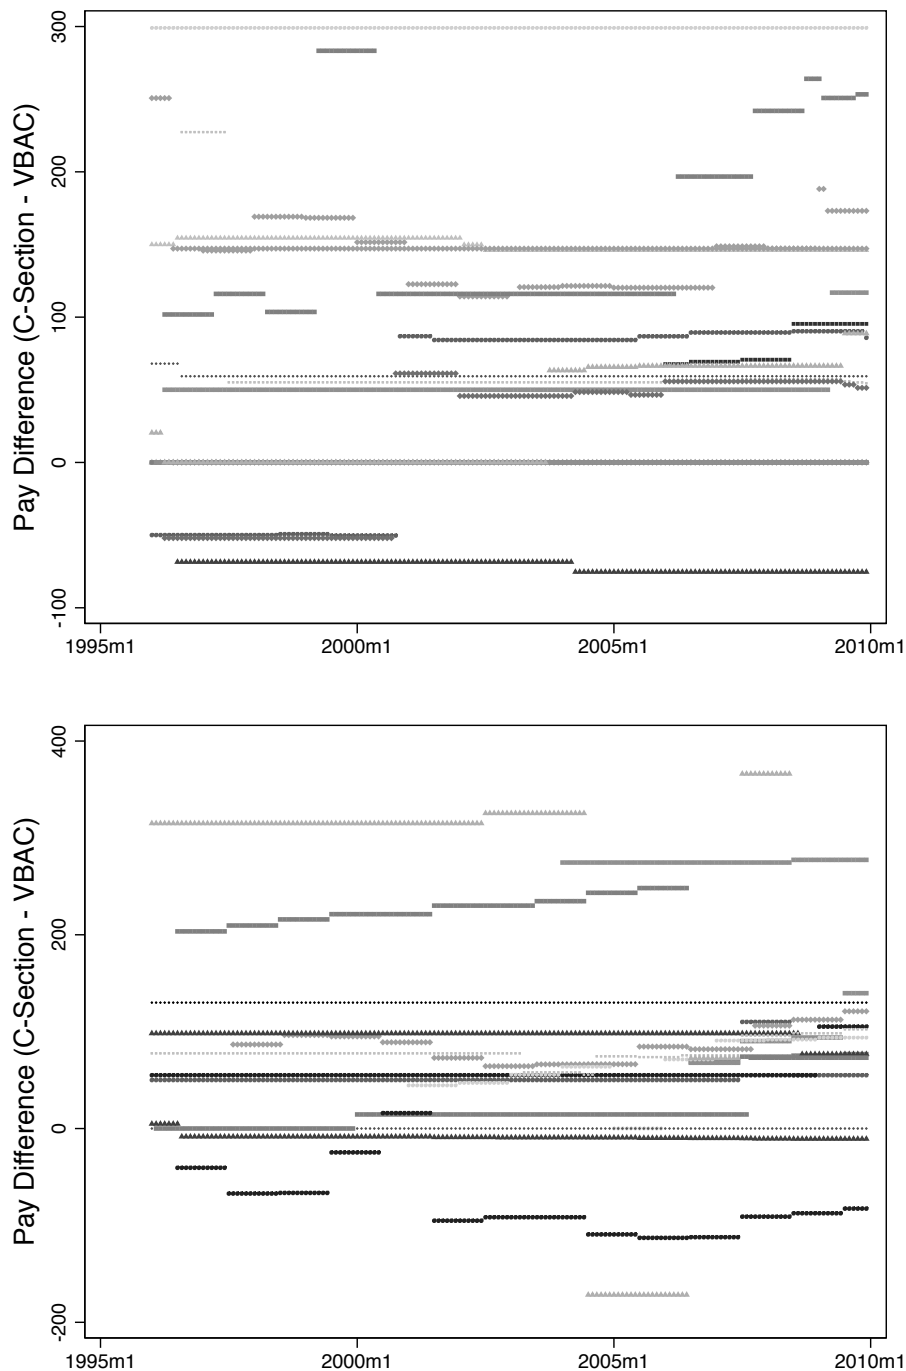 Pay Difference (C-Section - VBAC)
300
200
100
0
-100
1995m1
2000m1
2005m1
2010m1
Pay Difference (C-Section - VBAC)
400
200
0
-200
1995m1
2000m1
2005m1
2010m1